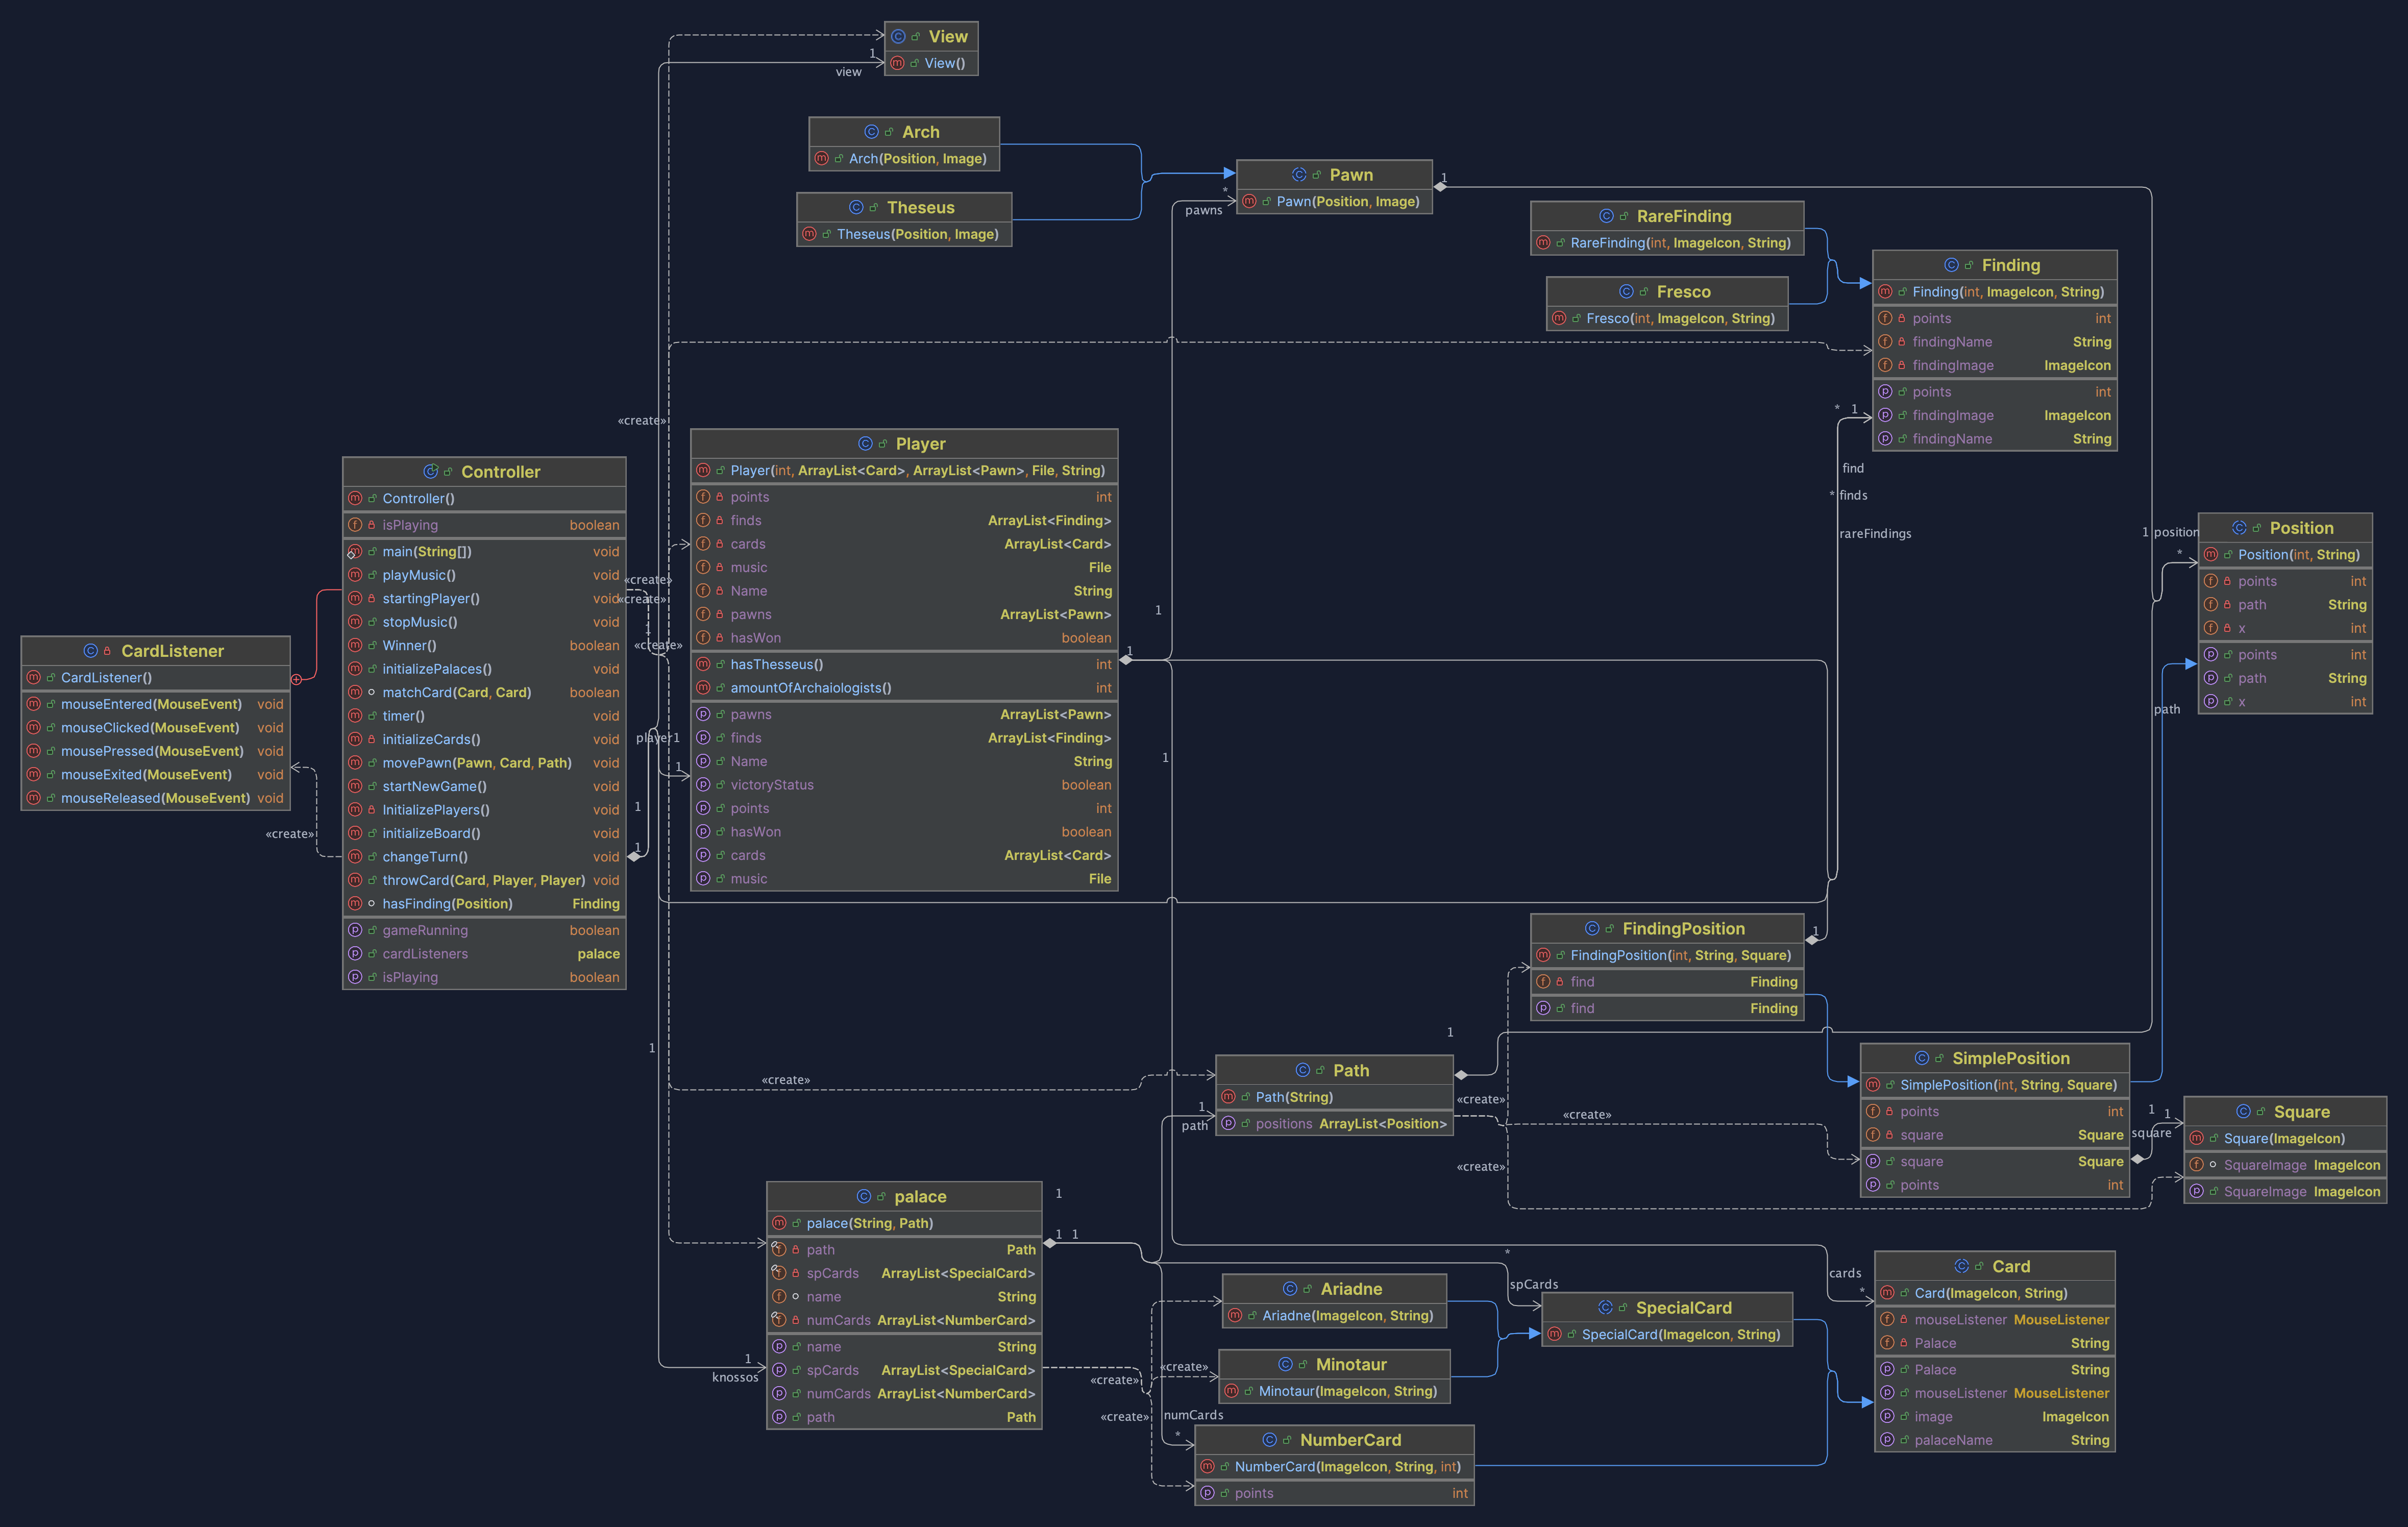 View
View()
1
view
Arch
Arch(Position, Image)
Theseus
Theseus(Position, Image)
Pawn
Pawn(Position, Image)
1
*
pawns
RareFinding
RareFinding(int, ImageIcon, String)
Fresco
Fresco(int, ImageIcon, String)
Finding
Finding(int, ImageIcon, String)
points int
findingName String
findingImage ImageIcon
points int
findingImage ImageIcon
findingName String
* 1
find
* finds
rareFindings
«create»
Player
Player(int, ArrayList<Card>, ArrayList<Pawn>, File, String)
points int
finds ArrayList<Finding>
cards ArrayList<Card>
music File
Name String
pawns ArrayList<Pawn>
hasWon boolean
hasThesseus() int
amountOfArchaiologists() int
pawns ArrayList<Pawn>
finds ArrayList<Finding>
Name String
victoryStatus boolean
points int
hasWon boolean
cards ArrayList<Card>
music File
1
1
1
Controller
Controller()
isPlaying boolean
main(String[]) void
playMusic() void
startingPlayer() void
stopMusic() void
Winner() boolean
initializePalaces() void
matchCard(Card, Card) boolean
timer() void
initializeCards() void
movePawn(Pawn, Card, Path) void
startNewGame() void
InitializePlayers() void
initializeBoard() void
changeTurn() void
throwCard(Card, Player, Player) void
hasFinding(Position) Finding
gameRunning boolean
cardListeners palace
isPlaying boolean
«create»
«create»
1
«create»
player1
1
1
1
1
CardListener
CardListener()
mouseEntered(MouseEvent) void
mouseClicked(MouseEvent) void
mousePressed(MouseEvent) void
mouseExited(MouseEvent) void
mouseReleased(MouseEvent) void
«create»
Position
Position(int, String)
points int
path String
x int
points int
path String
x int
1 position
*
path
FindingPosition
FindingPosition(int, String, Square)
find Finding
find Finding
1
1
Path
Path(String)
positions ArrayList<Position>
«create»
1
path
«create»
«create»
«create»
SimplePosition
SimplePosition(int, String, Square)
points int
square Square
square Square
points int
1 1
square
Square
Square(ImageIcon)
SquareImage ImageIcon
SquareImage ImageIcon
palace
palace(String, Path)
path Path
spCards ArrayList<SpecialCard>
name String
numCards ArrayList<NumberCard>
name String
spCards ArrayList<SpecialCard>
numCards ArrayList<NumberCard>
path Path
1
1 1
1
knossos
Ariadne
Ariadne(ImageIcon, String)
Minotaur
Minotaur(ImageIcon, String)
«create»
«create»
«create»
numCards
*
NumberCard
NumberCard(ImageIcon, String, int)
points int
*
spCards
SpecialCard
SpecialCard(ImageIcon, String)
cards
*
Card
Card(ImageIcon, String)
mouseListener MouseListener
Palace String
Palace String
mouseListener MouseListener
image ImageIcon
palaceName String